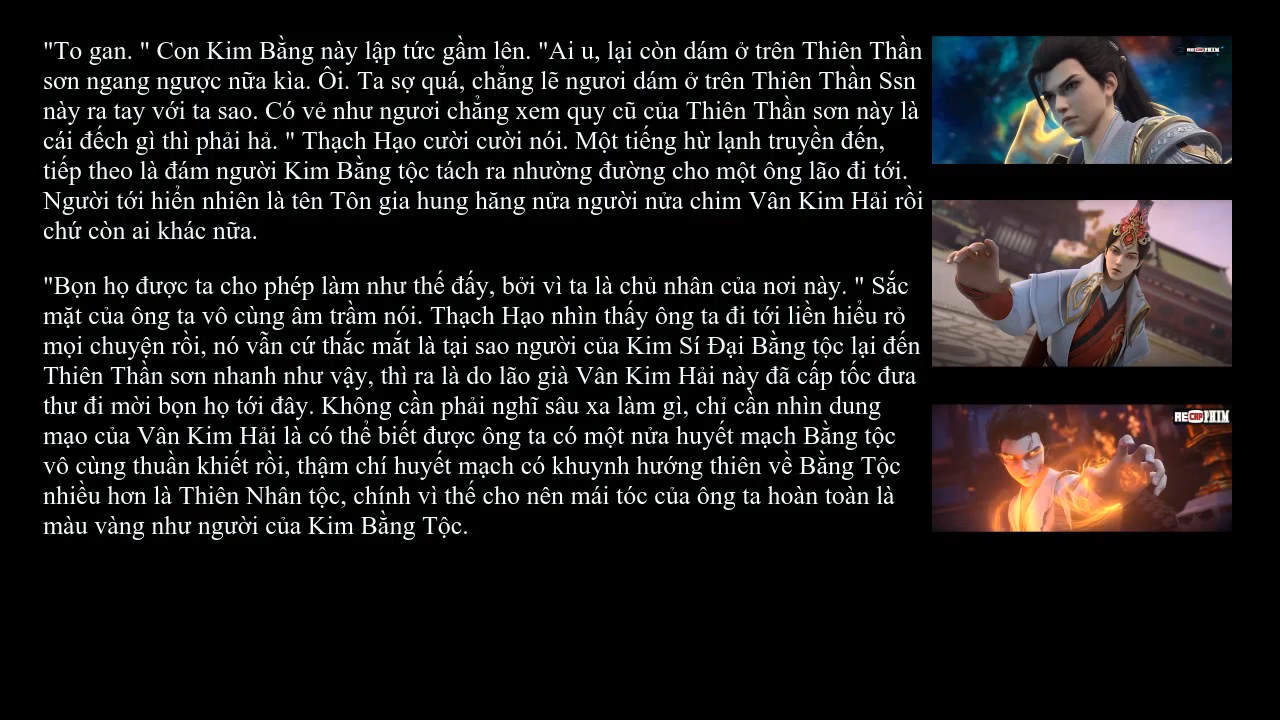 "To gan. " Con Kim Bằng này lập tức gầm lên. "Ai u, lại còn dám ở trên Thiên Thần
sơn ngang ngược nữa kìa. Ôi. Ta sợ quá, chẳng lẽ ngươi dám ở trên Thiên Thần Ssn
này ra tay với ta sao. Có vẻ như ngươi chẳng xem quy cũ của Thiên Thần sơn này là
cái đếch gì thì phải hả. " Thạch Hạo cười cười nói. Một tiếng hừ lạnh truyền đến,
tiếp theo là đám người Kim Bằng tộc tách ra nhường đường cho một ông lão đi tới.
Người tới hiển nhiên là tên Tôn gia hung hăng nửa người nửa chim Vân Kim Hải rồi
chứ còn ai khác nữa.
"Bọn họ được ta cho phép làm như thế đấy, bởi vì ta là chủ nhân của nơi này. " Sắc
mặt của ông ta vô cùng âm trầm nói. Thạch Hạo nhìn thấy ông ta đi tới liền hiểu rỏ
mọi chuyện rồi, nó vẫn cứ thắc mắt là tại sao người của Kim Sí Đại Bằng tộc lại đến
Thiên Thần sơn nhanh như vậy, thì ra là do lão già Vân Kim Hải này đã cấp tốc đưa
thư đi mời bọn họ tới đây. Không cần phải nghĩ sâu xa làm gì, chỉ cần nhìn dung
mạo của Vân Kim Hải là có thể biết được ông ta có một nửa huyết mạch Bằng tộc
vô cùng thuần khiết rồi, thậm chí huyết mạch có khuynh hướng thiên về Bằng Tộc
nhiều hơn là Thiên Nhân tộc, chính vì thế cho nên mái tóc của ông ta hoàn toàn là
màu vàng như người của Kim Bằng Tộc.
RECAP PHIM
RECAP PHIM